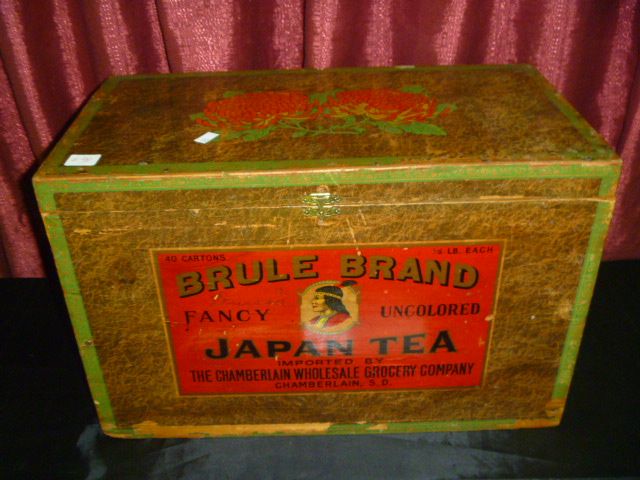 40 CARTONS ½ LB. EACH
BRULE BRAND
FANCY UNCOLORED
JAPAN TEA
IMPORTED BY
THE CHAMBERLAIN WHOLESALE GROCERY COMPANY
CHAMBERLAIN, S.D.